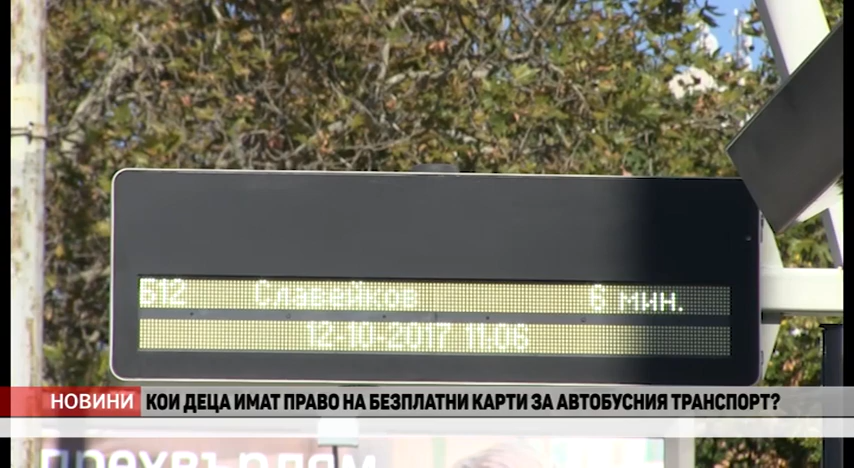 Б12 Славейков 6 мин.
12-10-2017 11:06
НОВИНИ КОИ ДЕЦА ИМАТ ПРАВО НА БЕЗПЛАТНИ КАРТИ ЗА АВТОБУСНИЯ ТРАНСПОРТ?
прехвърлям